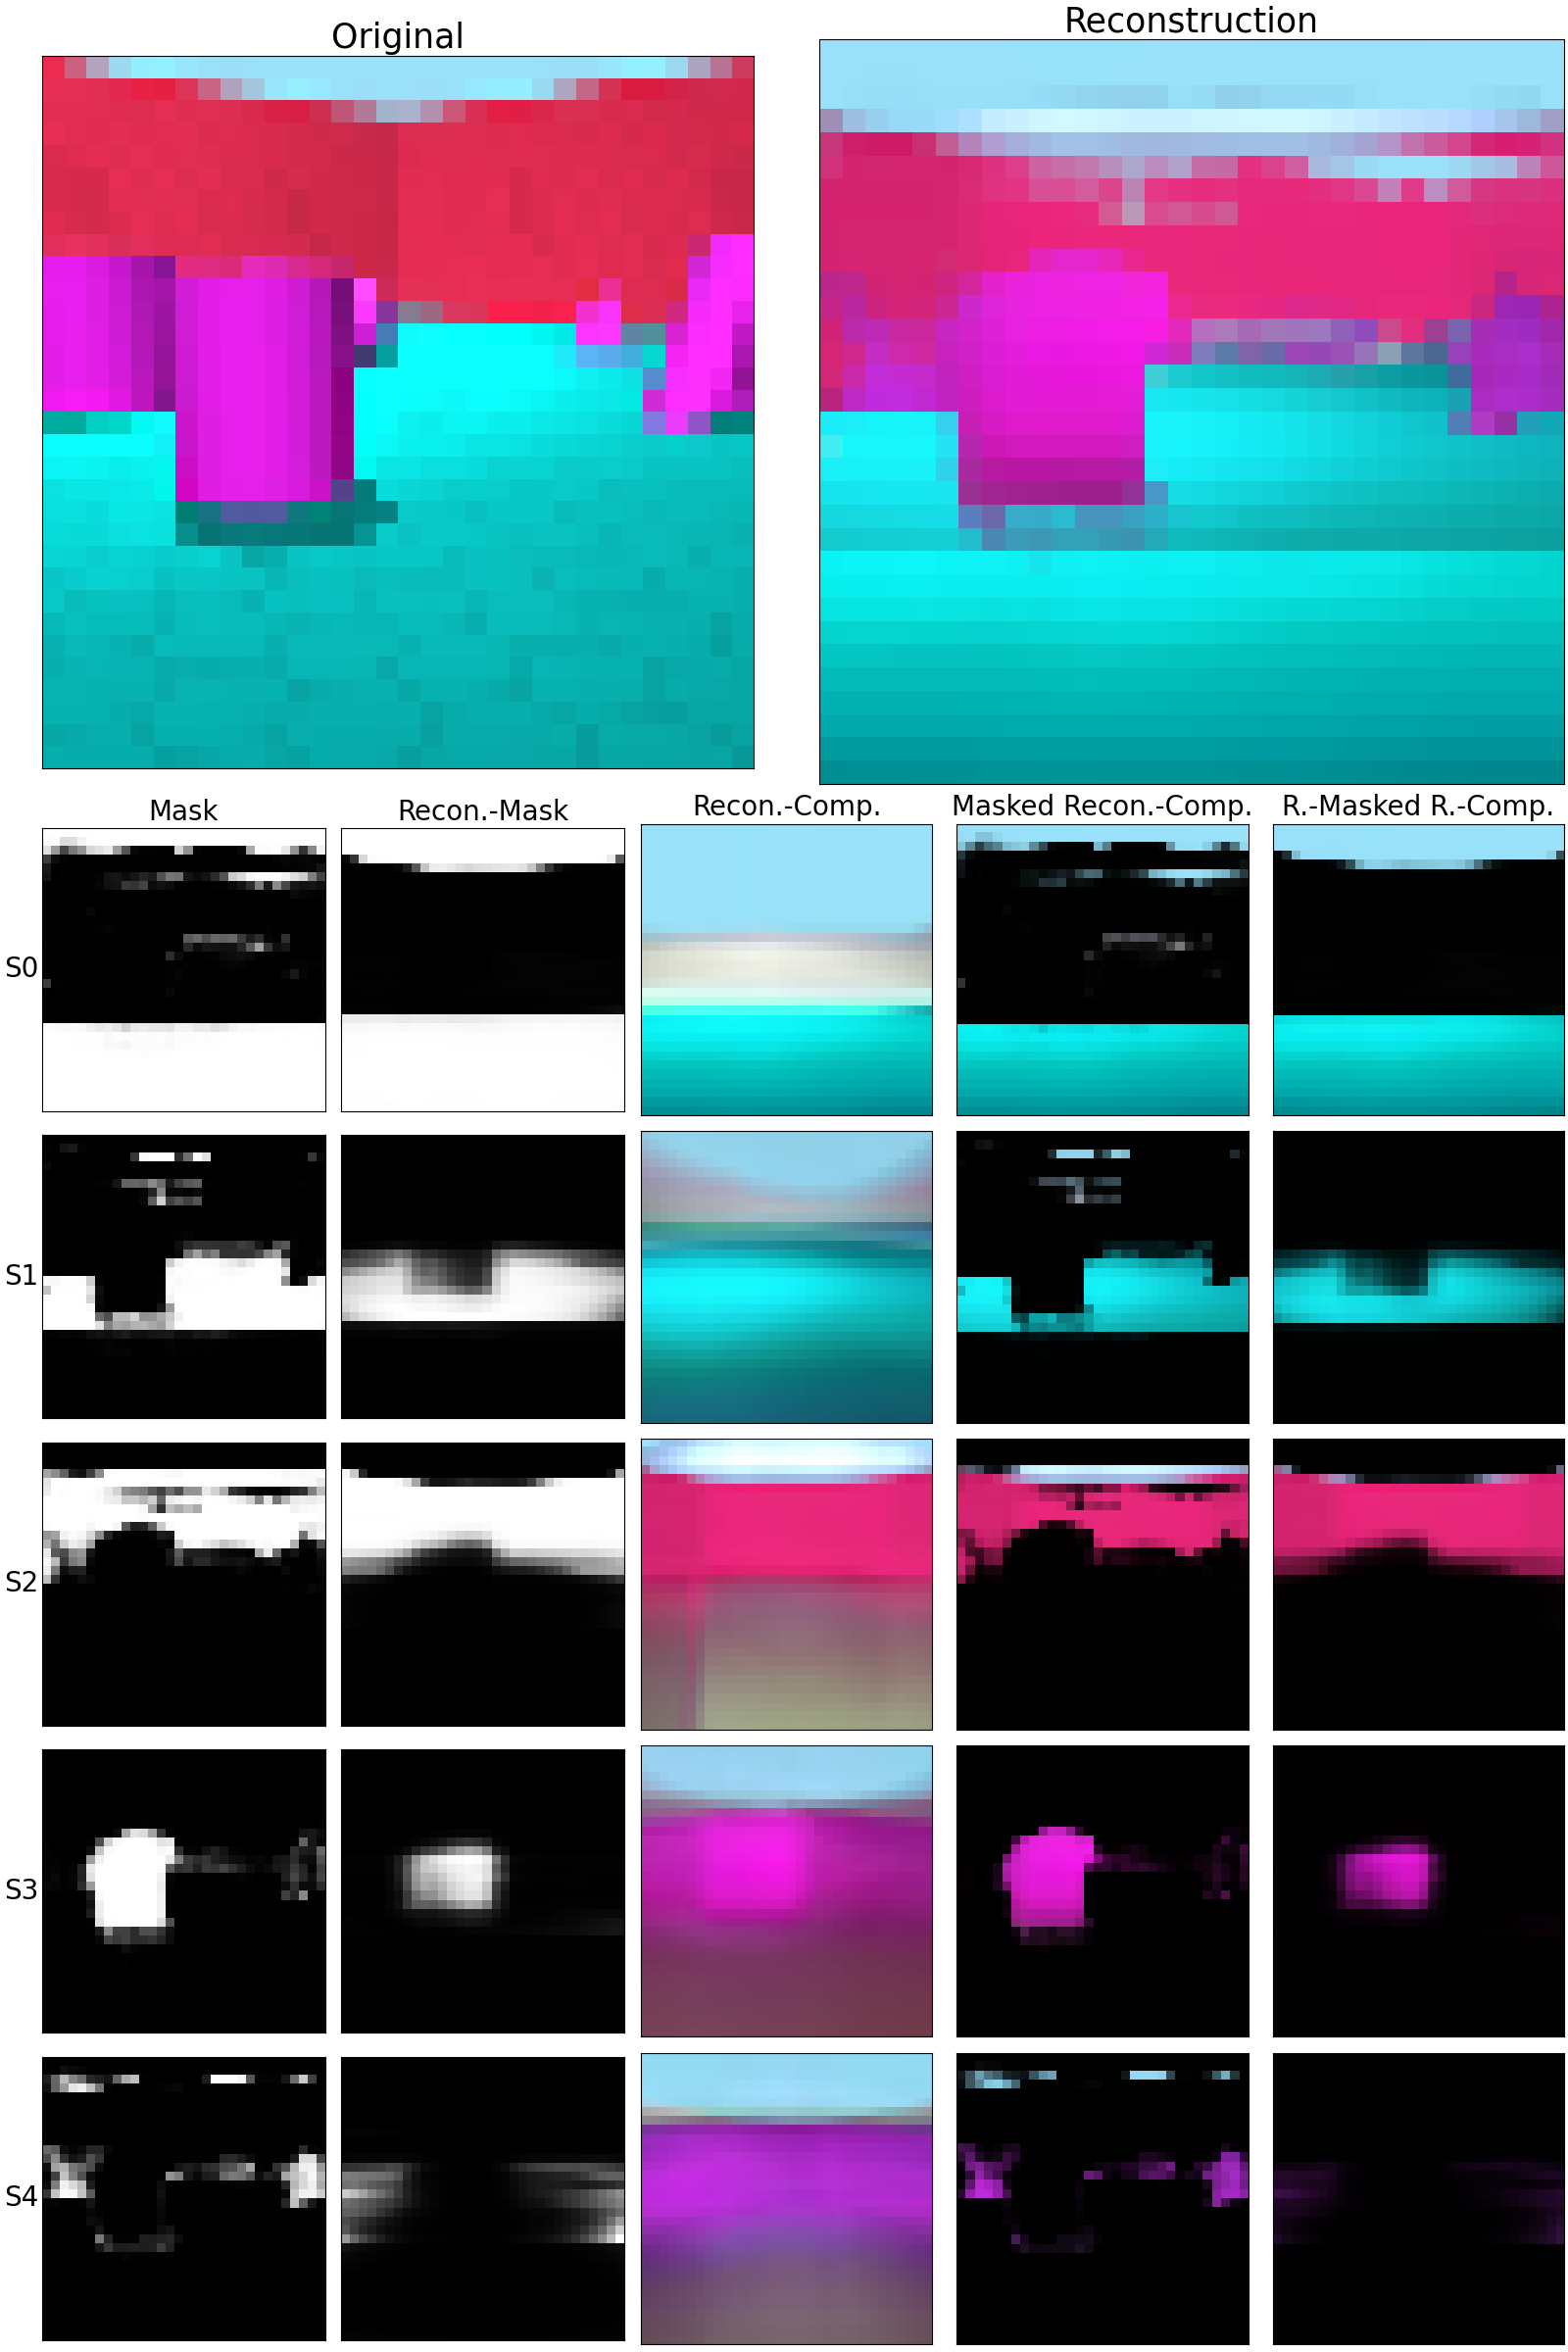 Original
Reconstruction
Mask
Recon.-Mask
Recon.-Comp.
Masked Recon.-Comp.
R.-Masked R.-Comp.
S0
S1
S2
S3
S4